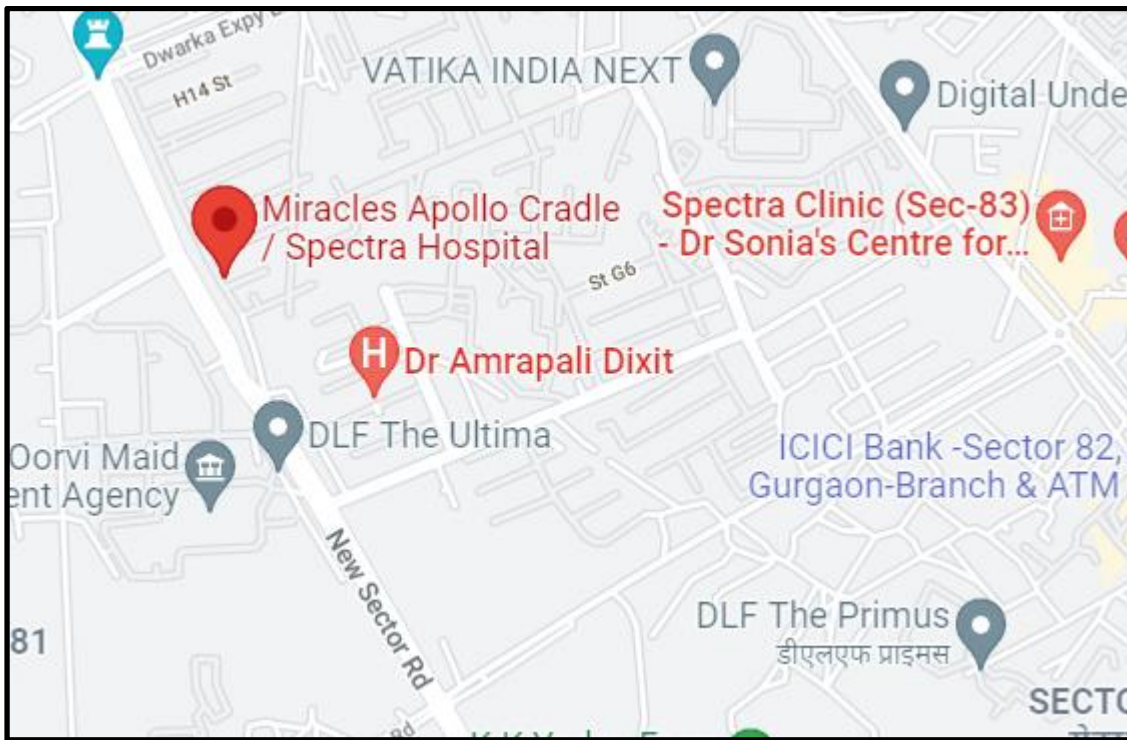 Dwarka Expy
H14 St
VATIKA INDIA NEXT
Digital Unde
Miracles Apollo Cradle
/ Spectra Hospital
Spectra Clinic (Sec-83)
- Dr Sonia's Centre for...
St G6
H
Dr Amrapali Dixit
DLF The Ultima
Oorvi Maid
ent Agency
ICICI Bank -Sector 82,
Gurgaon-Branch & ATM
New Sector Rd
DLF The Primus
डीएलएफ प्राइमस
81
SECTO
Rd